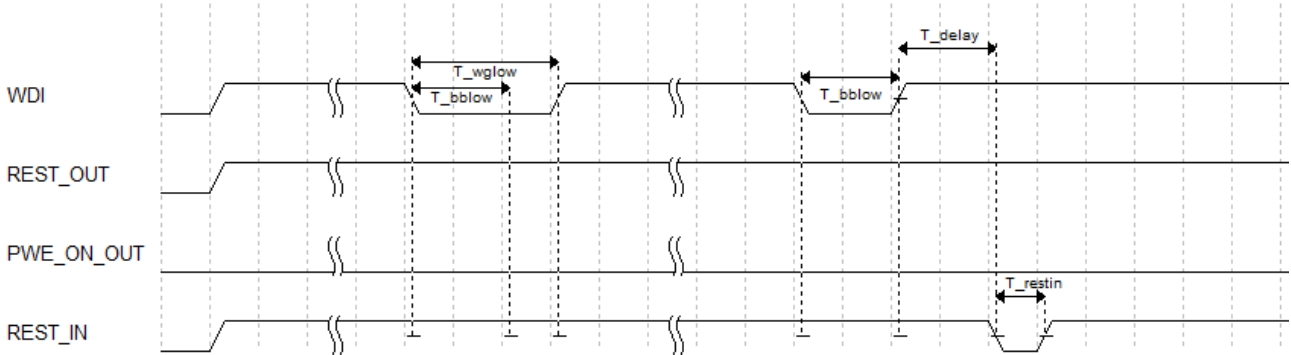 T_delay
T_wglow
WDI
T_bblow
T_bblow
REST_OUT
PWE_ON_OUT
T_restin
REST_IN